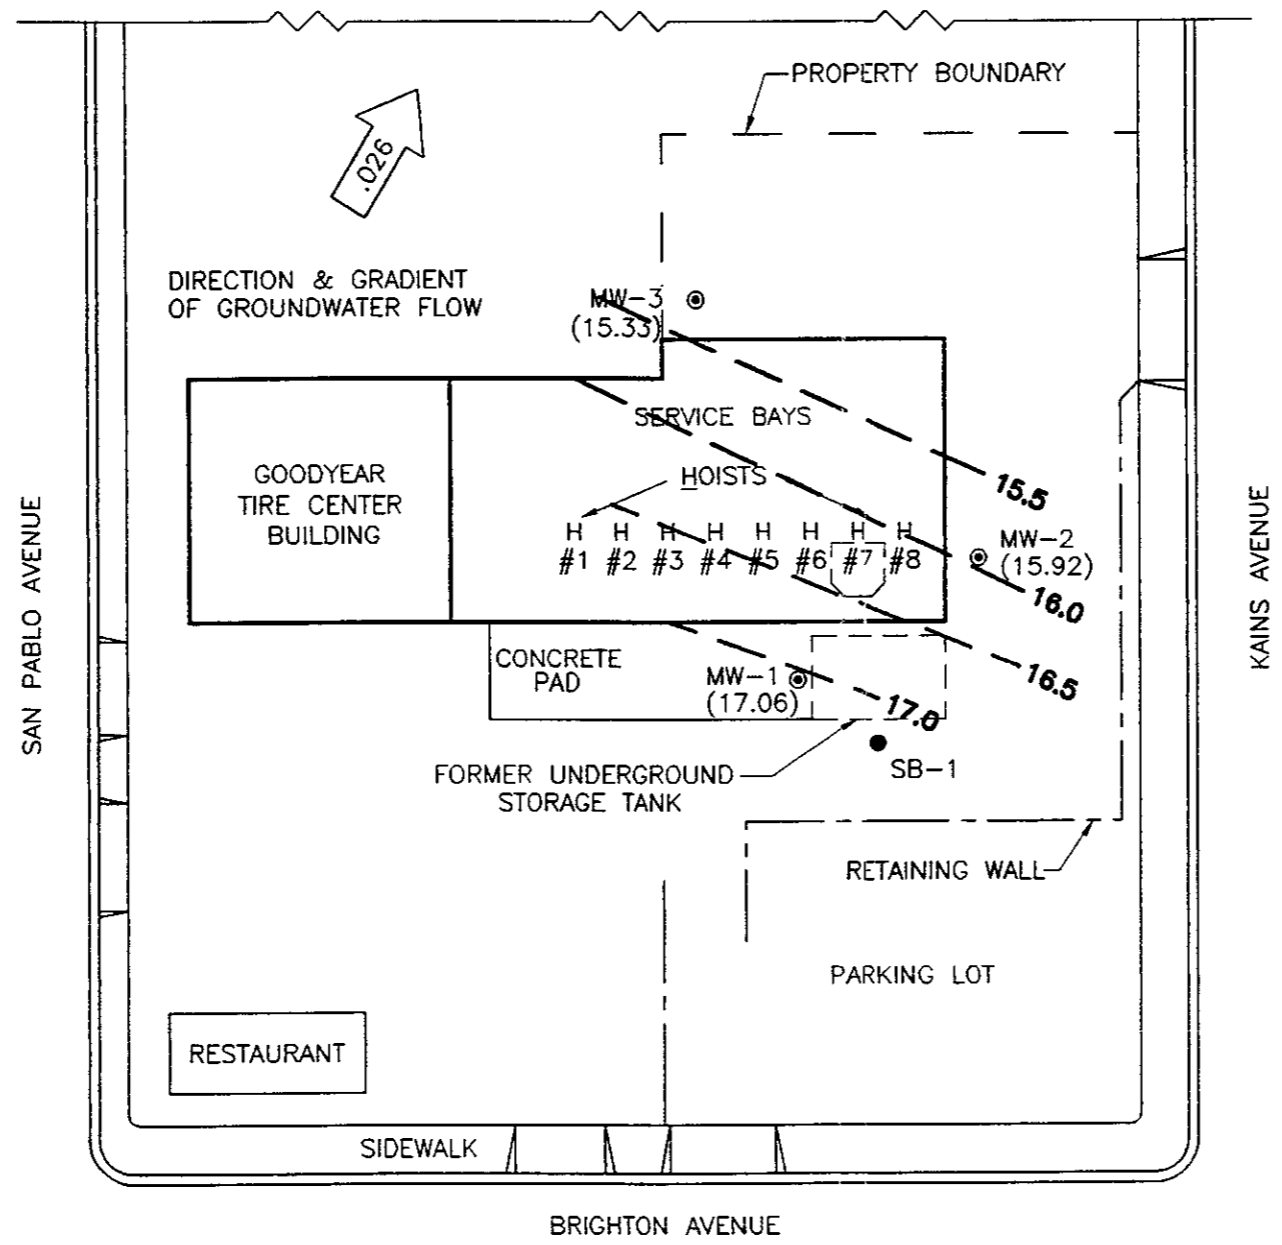 PROPERTY BOUNDARY
.026
DIRECTION & GRADIENT
OF GROUNDWATER FLOW
MW-3
(15.33)
SERVICE BAYS
GOODYEAR
TIRE CENTER
BUILDING
HOISTS
H H H H H H H H
#1 #2 #3 #4 #5 #6 #7 #8
15.5
MW-2
(15.92)
16.0
16.5
17.0
CONCRETE
PAD
MW-1
(17.06)
FORMER UNDERGROUND
STORAGE TANK
SB-1
RETAINING WALL
PARKING LOT
RESTAURANT
SIDEWALK
SAN PABLO AVENUE
KAINS AVENUE
BRIGHTON AVENUE